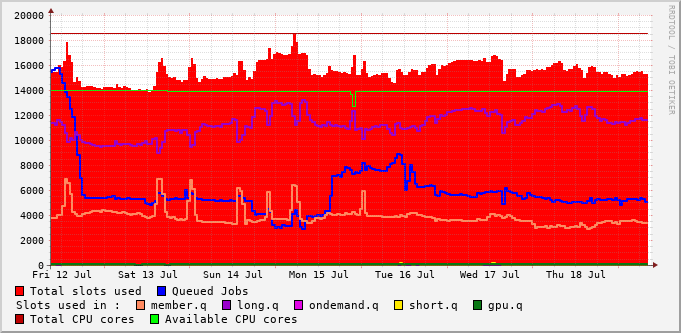 RRDTOOL / TOBI OETIKER
20000
18000
16000
14000
12000
10000
8000
6000
4000
2000
0
Fri 12 Jul Sat 13 Jul Sun 14 Jul Mon 15 Jul Tue 16 Jul Wed 17 Jul Thu 18 Jul
Total slots used Queued Jobs
Slots used in : member.q long.q ondemand.q short.q gpu.q
Total CPU cores Available CPU cores